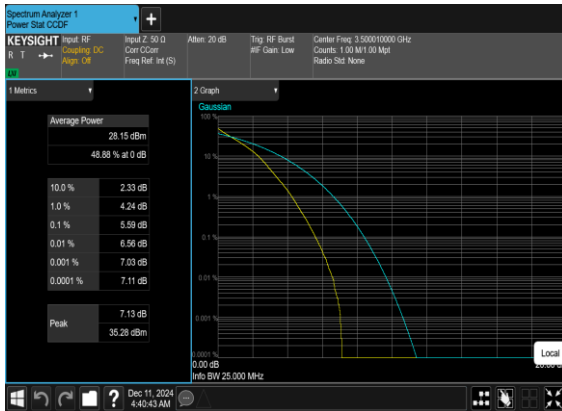 Spectrum Analyzer 1
Power Stat CCDF
KEYSIGHT
R T
LM
Input: RF
Coupling: DC
Align: Off
Input Z: 50 Ω
Corr CCorr
Freq Ref: Int (S)
Atten: 20 dB
Trig: RF Burst
#IF Gain: Low
Center Freq: 3.500010000 GHz
Counts: 1.00 M/1.00 Mpt
Radio Std: None
1 Metrics
Average Power
28.15 dBm
48.88 % at 0 dB
10.0 % 2.33 dB
1.0 % 4.24 dB
0.1 % 5.59 dB
0.01 % 6.56 dB
0.001 % 7.03 dB
0.0001 % 7.11 dB
Peak
7.13 dB
35.28 dBm
2 Graph
Gaussian
100 %
10 %
1 %
0.1 %
0.01 %
0.001 %
0.0001 %
0.00 dB
Info BW 25.000 MHz
Local
?
Dec 11, 2024
4:40:43 AM